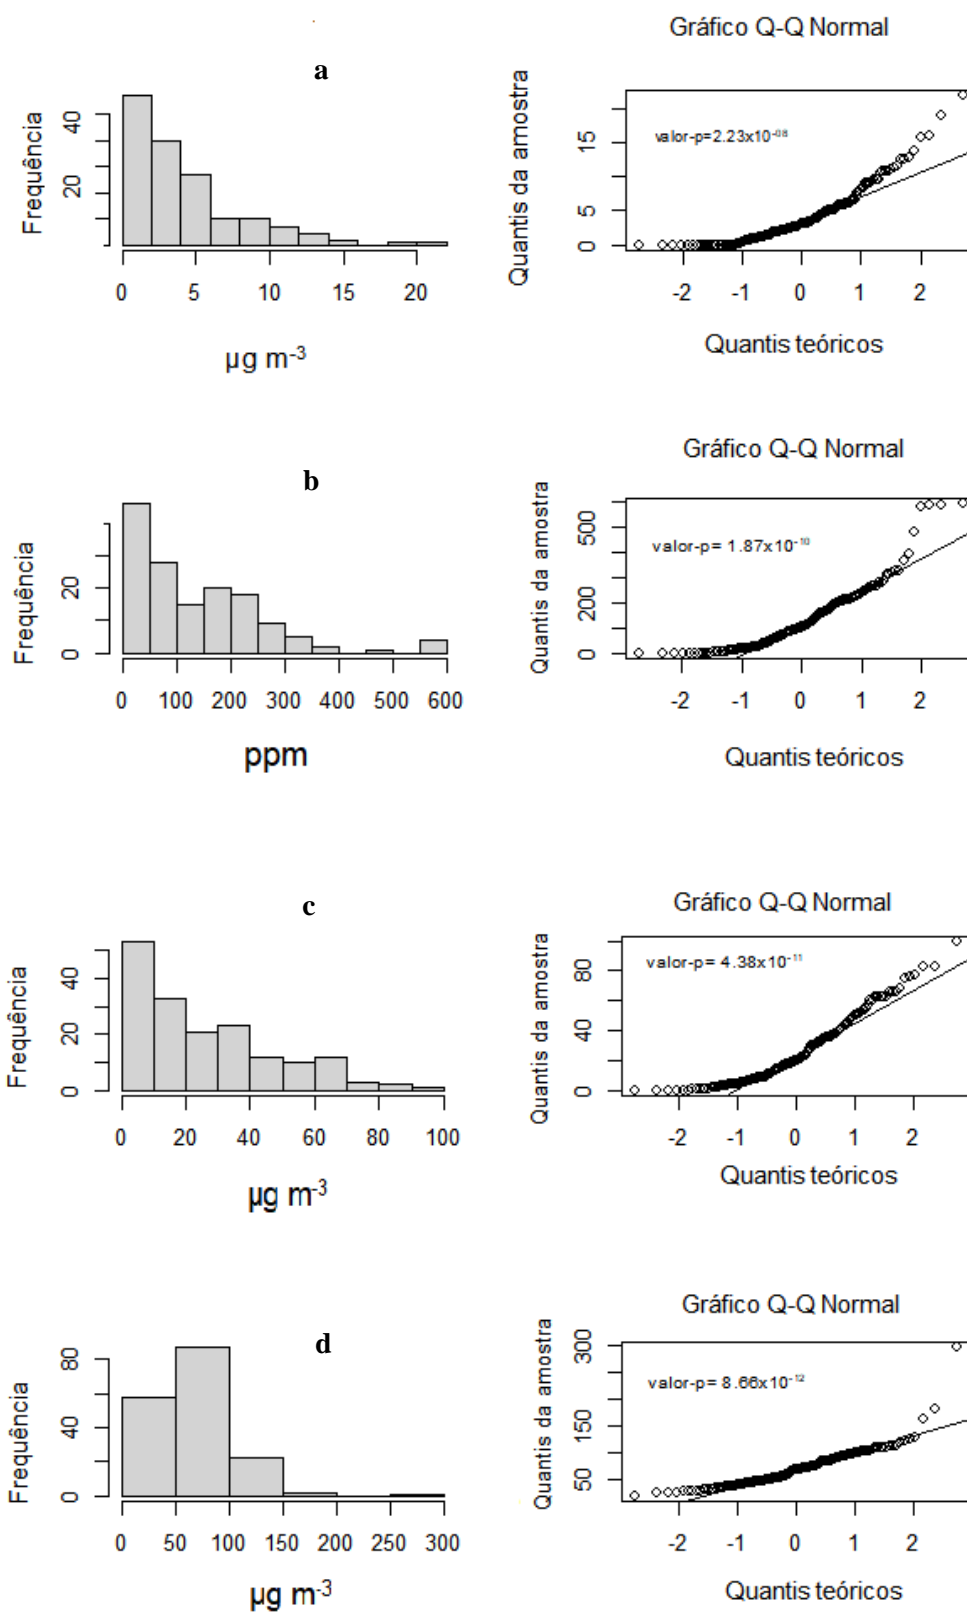 Gráfico Q-Q Normal
a
Frequência
20 40
0 5 10 15 20
µg m-3
Quantis da amostra
0 5 15
valor-p=2.23x10-08
-2 -1 0 1 2
Quantis teóricos
Gráfico Q-Q Normal
b
Frequência
0 20
0 100 200 300 400 500 600
ppm
Quantis da amostra
0 200 500
valor-p= 1.87x10-10
-2 -1 0 1 2
Quantis teóricos
Gráfico Q-Q Normal
c
Frequência
0 20 40
0 20 40 60 80 100
µg m-3
Quantis da amostra
0 40 80
valor-p= 4.38x10-11
-2 -1 0 1 2
Quantis teóricos
Gráfico Q-Q Normal
d
Frequência
0 40 80
0 50 100 150 200 250 300
µg m-3
Quantis da amostra
50 150 300
valor-p= 8.66x10-12
-2 -1 0 1 2
Quantis teóricos